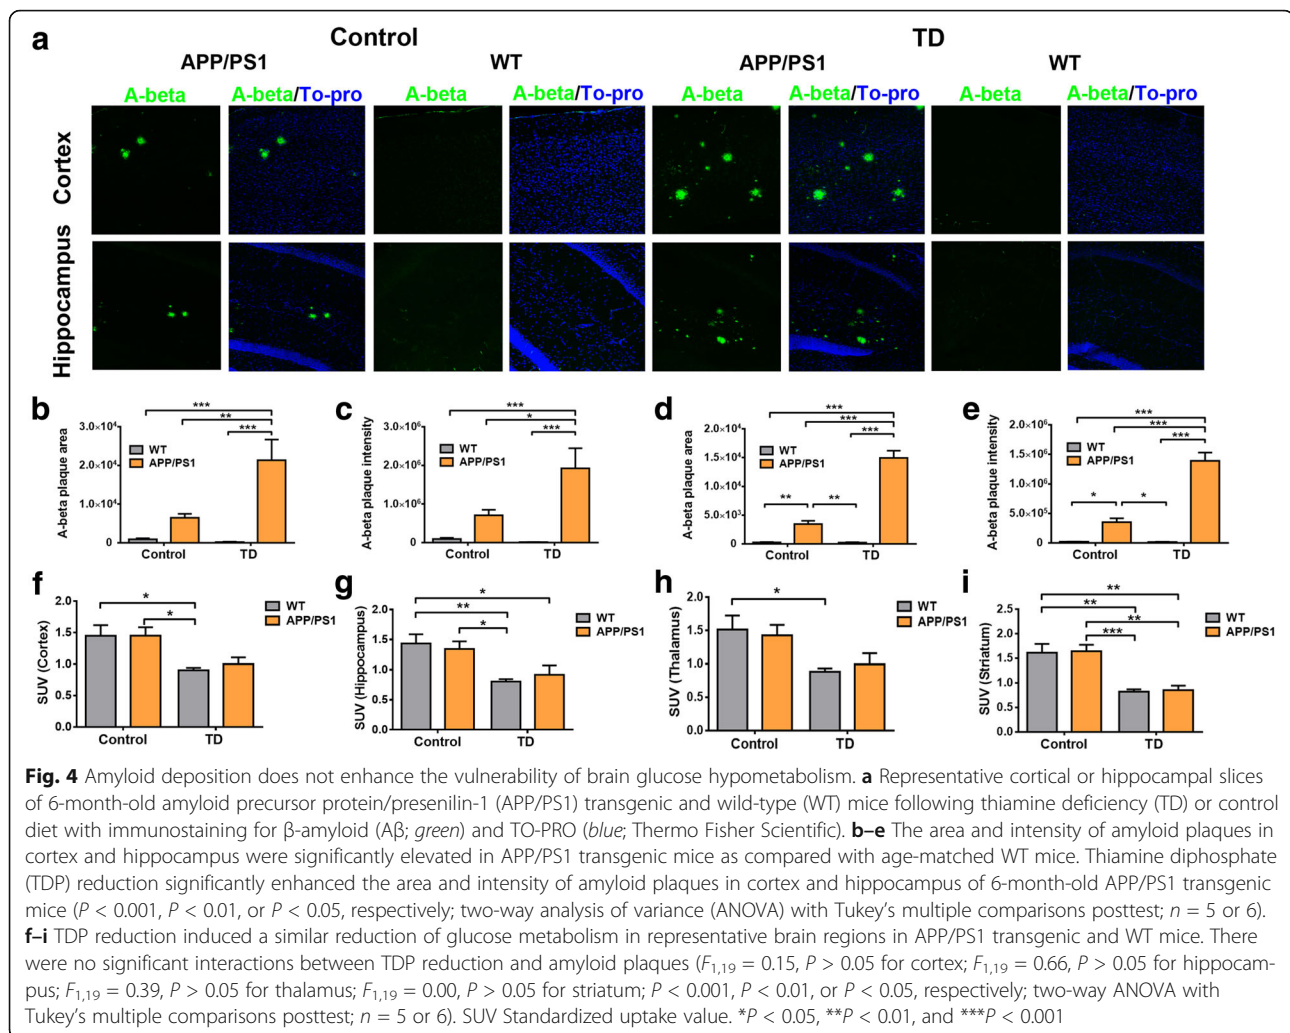 a
Control
TD
APP/PS1
WT
APP/PS1
WT
A-beta
A-beta/To-pro
A-beta
A-beta/To-pro
A-beta
A-beta/To-pro
A-beta
A-beta/To-pro
Cortex
Hippocampus
b
A-beta plaque area
3.0×10⁴
2.0×10⁴
1.0×10⁴
0
***
**
***
WT
APP/PS1
Control
TD
c
A-beta plaque intensity
3.0×10⁶
2.0×10⁶
1.0×10⁶
0
***
*
***
WT
APP/PS1
Control
TD
d
A-beta plaque area
2.0×10⁴
1.5×10⁴
1.0×10⁴
5.0×10³
0
***
***
***
**
**
WT
APP/PS1
Control
TD
e
A-beta plaque intensity
2.0×10⁶
1.5×10⁶
1.0×10⁶
5.0×10⁵
0
***
***
***
*
*
WT
APP/PS1
Control
TD
f
SUV (Cortex)
2.0
1.5
1.0
0.5
0.0
*
*
WT
APP/PS1
Control
TD
g
SUV (Hippocampus)
2.0
1.5
1.0
0.5
0.0
*
**
*
WT
APP/PS1
Control
TD
h
SUV (Thalamus)
2.0
1.5
1.0
0.5
0.0
*
WT
APP/PS1
Control
TD
i
SUV (Striatum)
2.5
2.0
1.5
1.0
0.5
0.0
**
**
**
***
WT
APP/PS1
Control
TD
Fig. 4 Amyloid deposition does not enhance the vulnerability of brain glucose hypometabolism. a Representative cortical or hippocampal slices
of 6-month-old amyloid precursor protein/presenilin-1 (APP/PS1) transgenic and wild-type (WT) mice following thiamine deficiency (TD) or control
diet with immunostaining for β-amyloid (Aβ; green) and TO-PRO (blue; Thermo Fisher Scientific). b–e The area and intensity of amyloid plaques in
cortex and hippocampus were significantly elevated in APP/PS1 transgenic mice as compared with age-matched WT mice. Thiamine diphosphate
(TDP) reduction significantly enhanced the area and intensity of amyloid plaques in cortex and hippocampus of 6-month-old APP/PS1 transgenic
mice (P < 0.001, P < 0.01, or P < 0.05, respectively; two-way analysis of variance (ANOVA) with Tukey's multiple comparisons posttest; n = 5 or 6).
f–i TDP reduction induced a similar reduction of glucose metabolism in representative brain regions in APP/PS1 transgenic and WT mice. There
were no significant interactions between TDP reduction and amyloid plaques (F1,19 = 0.15, P > 0.05 for cortex; F1,19 = 0.66, P > 0.05 for hippocam-
pus; F1,19 = 0.39, P > 0.05 for thalamus; F1,19 = 0.00, P > 0.05 for striatum; P < 0.001, P < 0.01, or P < 0.05, respectively; two-way ANOVA with
Tukey's multiple comparisons posttest; n = 5 or 6). SUV Standardized uptake value. *P < 0.05, **P < 0.01, and ***P < 0.001